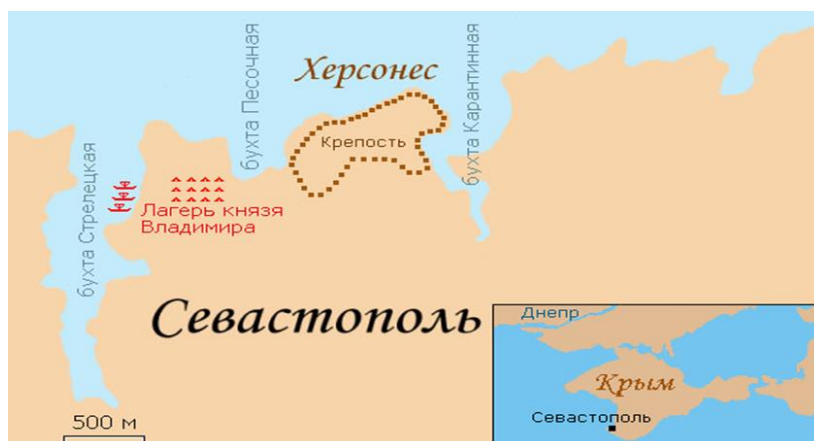 Херсонес
бухта Песочная
бухта Карантинная
Крепость
бухта Стрелецкая
Лагерь князя
Владимира
Севастополь
500 м
Днепр
Крым
Севастополь